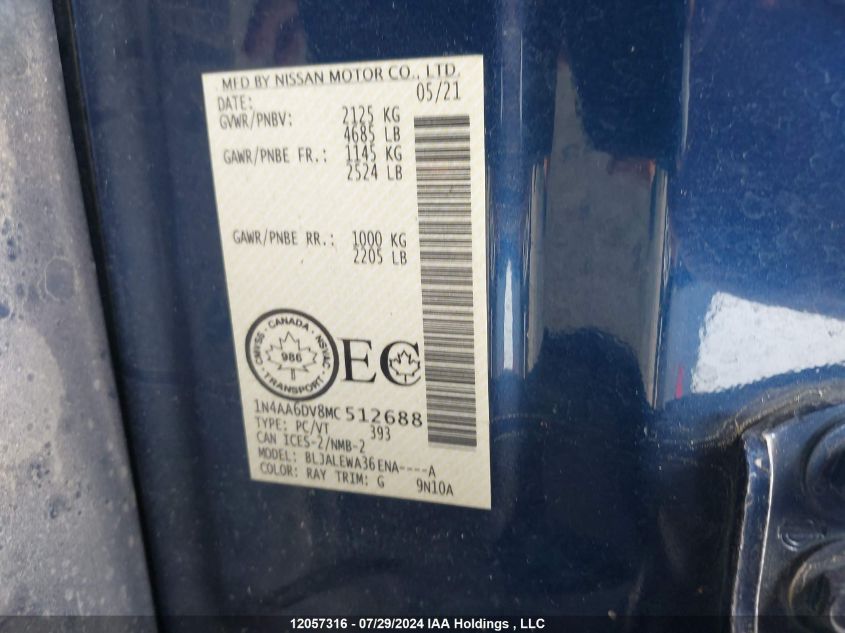 MFD BY NISSAN MOTOR CO., LTD.
DATE: 05/21
GVWR/PNBV: 2125 KG
4685 LB
GAWR/PNBE FR.: 1145 KG
2524 LB
GAWR/PNBE RR.: 1000 KG
2205 LB
CMVSS · CANADA · NSVAC · TRANSPORT
986
EC
1N4AA6DV8MC512688
TYPE: PC/VT 393
CAN ICES-2/NMB-2
MODEL: BLJALEWA36ENA----A
COLOR: RAY TRIM: G 9N10A
12057316 - 07/29/2024 IAA Holdings , LLC